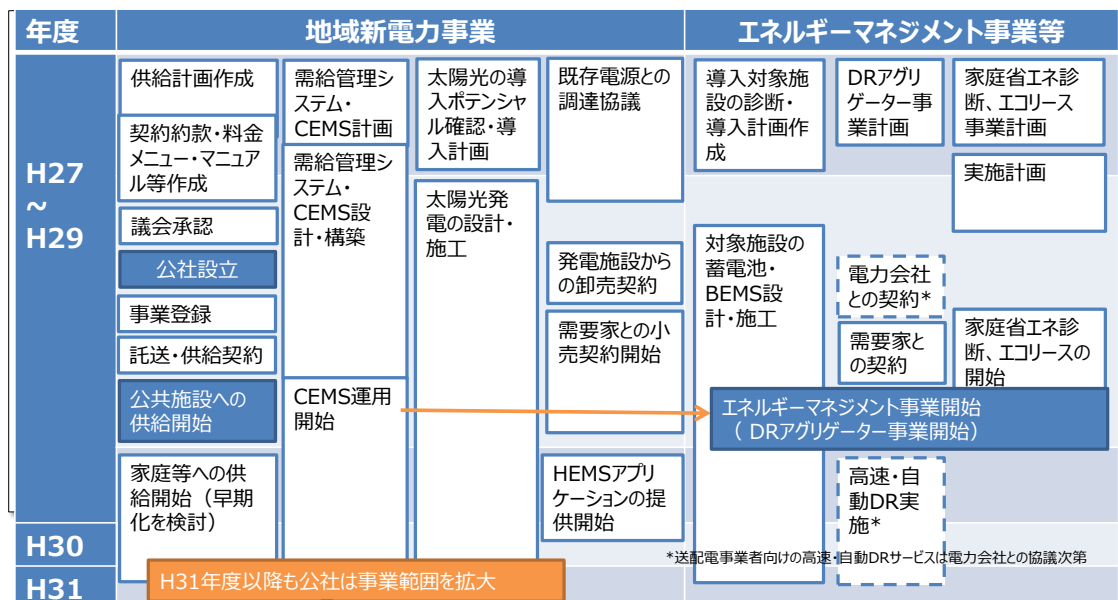 年度
地域新電力事業
エネルギーマネジメント事業等
H27
~
H29
H30
H31
供給計画作成
契約約款・料金
メニュー・マニュア
ル等作成
議会承認
公社設立
事業登録
託送・供給契約
公共施設への
供給開始
家庭等への供
給開始（早期
化を検討）
需給管理シ
ステム・
CEMS計画
需給管理シ
ステム・
CEMS設
計・構築
CEMS運用
開始
太陽光の導
入ポテンシャ
ル確認・導
入計画
太陽光発
電の設計・
施工
既存電源との
調達協議
発電施設から
の卸売契約
需要家との小
売契約開始
HEMSアプリ
ケーションの提
供開始
導入対象施
設の診断・
導入計画作
成
対象施設の
蓄電池・
BEMS設
計・施工
DRアグリ
ゲーター事
業計画
電力会社
との契約*
需要家と
の契約
家庭省エネ診
断、エコリース
事業計画
実施計画
家庭省エネ診
断、エコリースの
開始
エネルギーマネジメント事業開始
（ DRアグリゲーター事業開始）
高速・自
動DR実
施*
*送配電事業者向けの高速・自動DRサービスは電力会社との協議次第
H31年度以降も公社は事業範囲を拡大